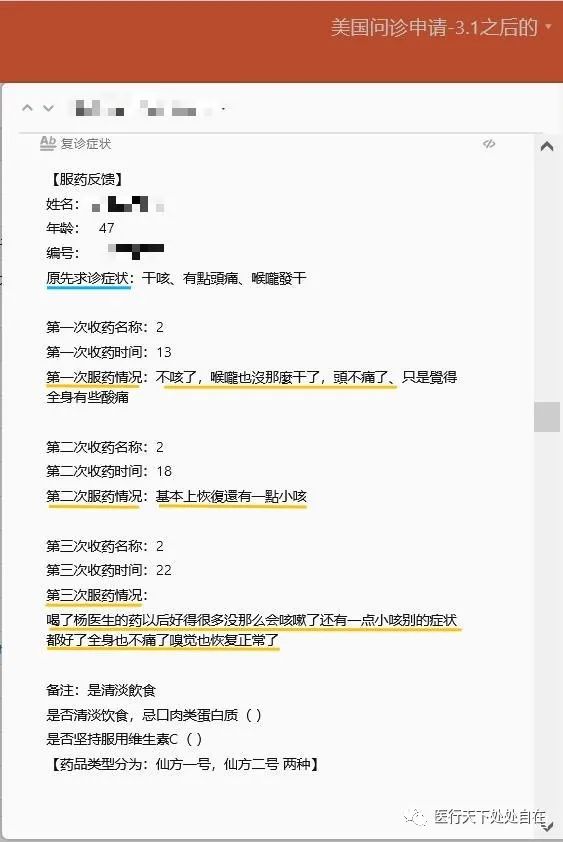 美国问诊申请-3.1之后的
Ab 复诊症状
【服药反馈】
姓名：
年龄： 47
编号：
原先求诊症状：干咳、有點頭痛、喉嚨發干
第一次收药名称：2
第一次收药时间：13
第一次服药情况：不咳了，喉嚨也沒那麼干了，頭不痛了、只是覺得
全身有些酸痛
第二次收药名称：2
第二次收药时间：18
第二次服药情况：基本上恢復還有一點小咳
第三次收药名称：2
第三次收药时间：22
第三次服药情况：
喝了杨医生的药以后好得很多没那么会咳嗽了还有一点小咳别的症状
都好了全身也不痛了嗅觉也恢复正常了
备注：是清淡飲食
是否清淡饮食，忌口肉类蛋白质（ ）
是否坚持服用维生素C（ ）
【药品类型分为：仙方一号，仙方二号 两种】
医行天下处处自在